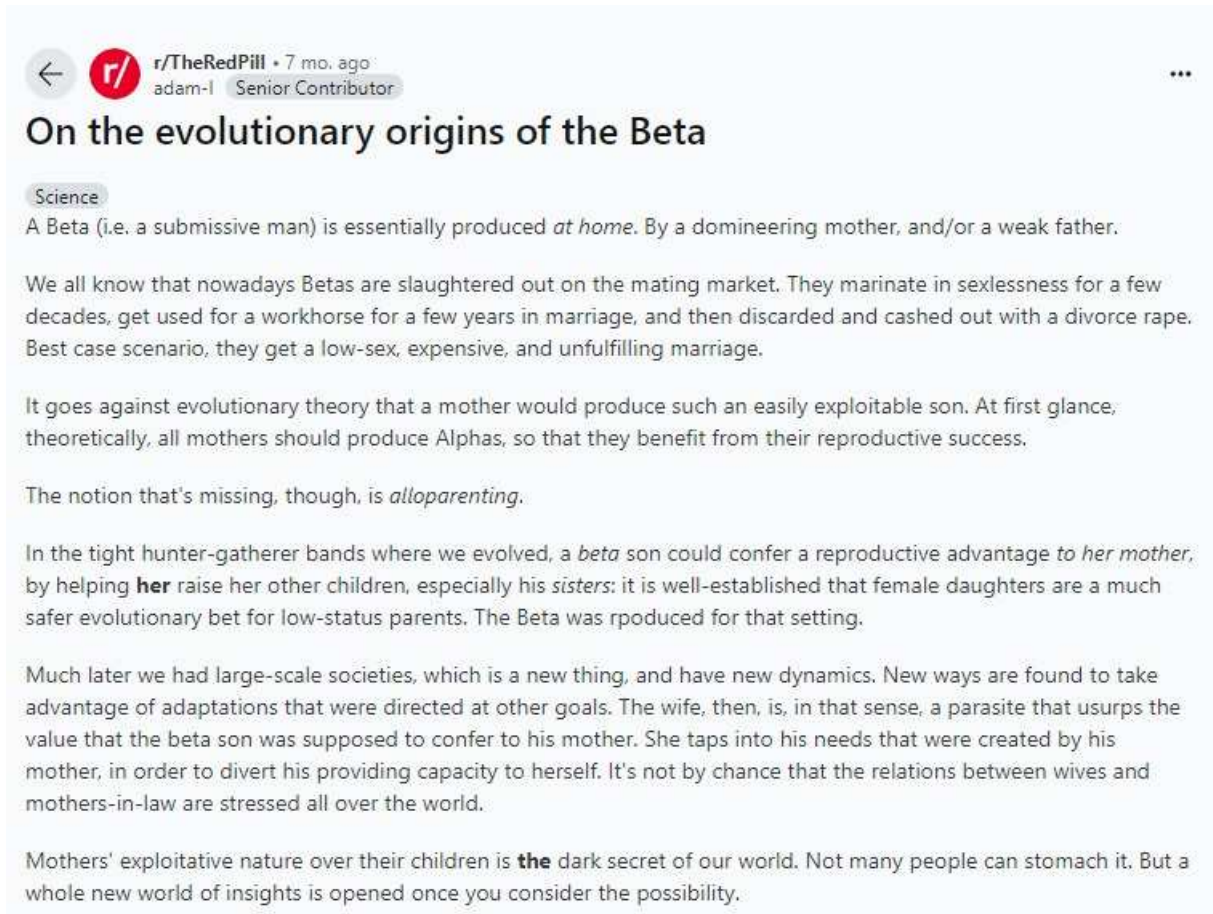 r/TheRedPill • 7 mo. ago
adam-l Senior Contributor
On the evolutionary origins of the Beta
Science
A Beta (i.e. a submissive man) is essentially produced at home. By a domineering mother, and/or a weak father.
We all know that nowadays Betas are slaughtered out on the mating market. They marinate in sexlessness for a few
decades, get used for a workhorse for a few years in marriage, and then discarded and cashed out with a divorce rape.
Best case scenario, they get a low-sex, expensive, and unfulfilling marriage.
It goes against evolutionary theory that a mother would produce such an easily exploitable son. At first glance,
theoretically, all mothers should produce Alphas, so that they benefit from their reproductive success.
The notion that's missing, though, is alloparenting.
In the tight hunter-gatherer bands where we evolved, a beta son could confer a reproductive advantage to her mother,
by helping her raise her other children, especially his sisters: it is well-established that female daughters are a much
safer evolutionary bet for low-status parents. The Beta was rpoduced for that setting.
Much later we had large-scale societies, which is a new thing, and have new dynamics. New ways are found to take
advantage of adaptations that were directed at other goals. The wife, then, is, in that sense, a parasite that usurps the
value that the beta son was supposed to confer to his mother. She taps into his needs that were created by his
mother, in order to divert his providing capacity to herself. It's not by chance that the relations between wives and
mothers-in-law are stressed all over the world.
Mothers' exploitative nature over their children is the dark secret of our world. Not many people can stomach it. But a
whole new world of insights is opened once you consider the possibility.